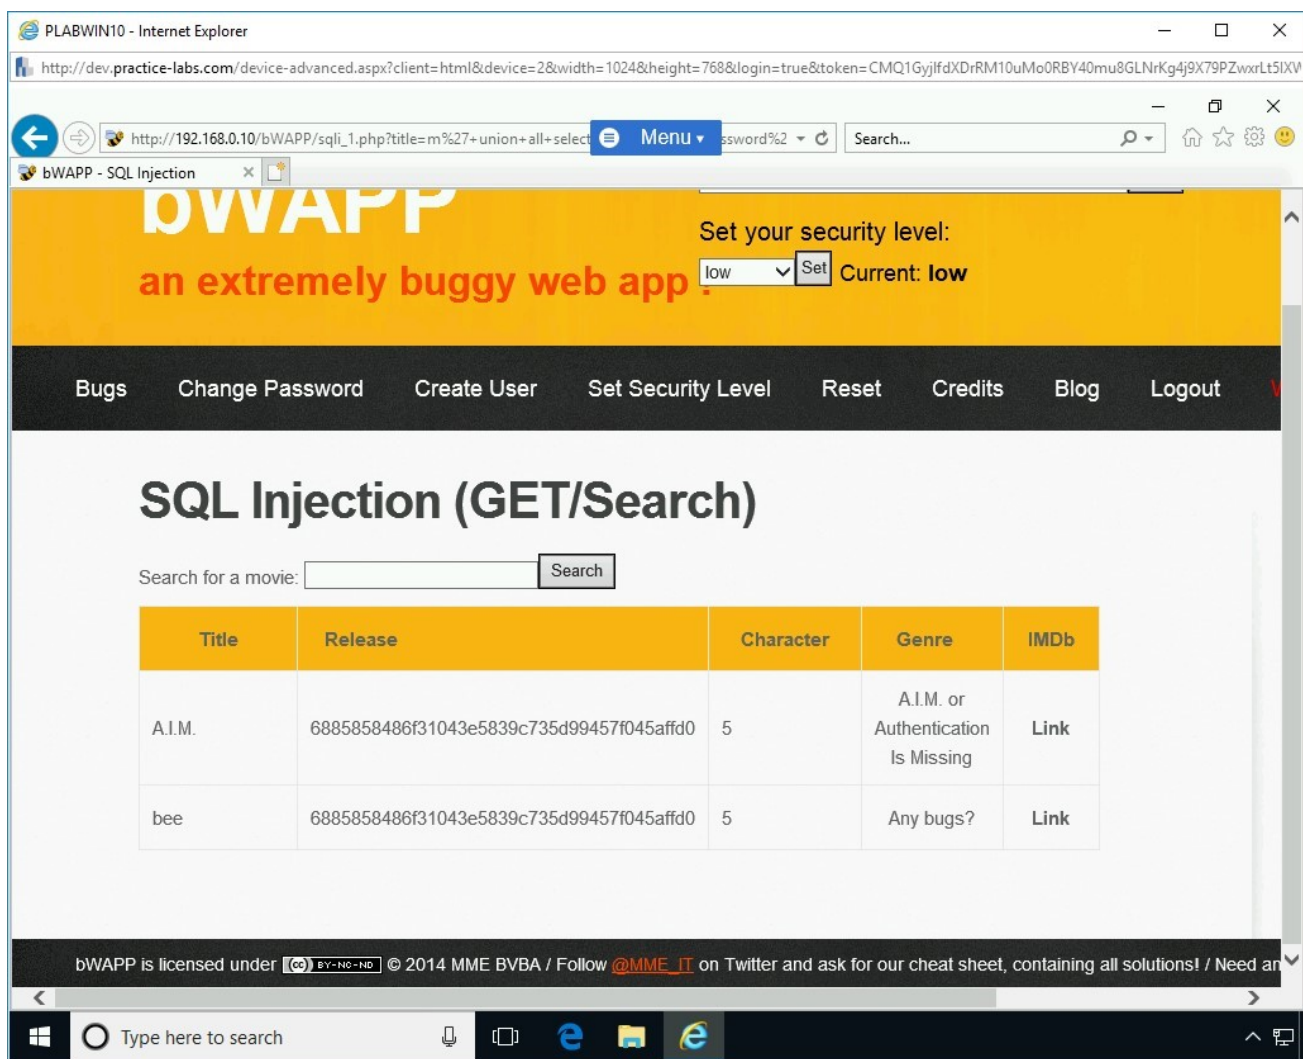 PLABWIN10 - Internet Explorer
http://dev.practice-labs.com/device-advanced.aspx?client=html&device=2&width=1024&height=768&login=true&token=CMQ1GyjlfdXDrRM10uMo0RBY40mu8GLNrKg4j9X79PZwxrLt5IXV
http://192.168.0.10/bWAPP/sqli_1.php?title=m%27+union+all+select
Menu
ssword%2
Search...
bWAPP - SQL Injection
bWAPP
Set your security level:
an extremely buggy web app !
low Set Current: low
Bugs Change Password Create User Set Security Level Reset Credits Blog Logout
SQL Injection (GET/Search)
Search for a movie: Search
Title Release Character Genre IMDb
A.I.M. 6885858486f31043e5839c735d99457f045affd0 5 A.I.M. or Authentication Is Missing Link
bee 6885858486f31043e5839c735d99457f045affd0 5 Any bugs? Link
bWAPP is licensed under (cc) BY-NC-ND © 2014 MME BVBA / Follow @MME_IT on Twitter and ask for our cheat sheet, containing all solutions! / Need an
Type here to search